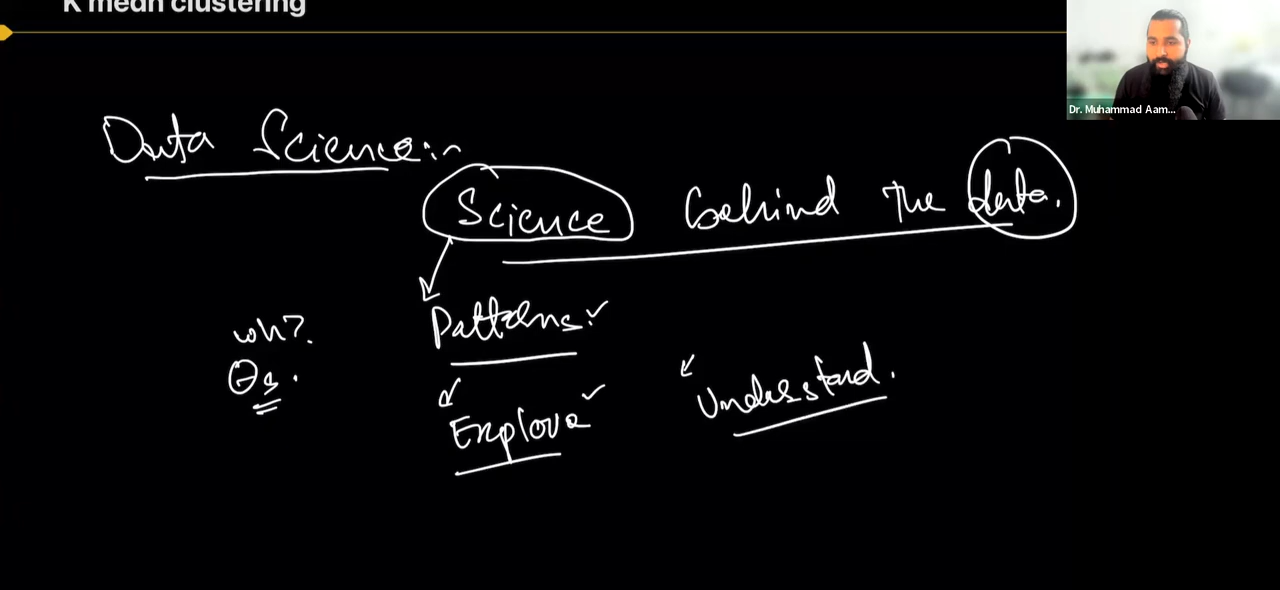 K mean clustering
Dr. Muhammad Aam...
Data Science:~
Science behind the data.
Patterns.
wh?
Qs.
Understand.
Explore